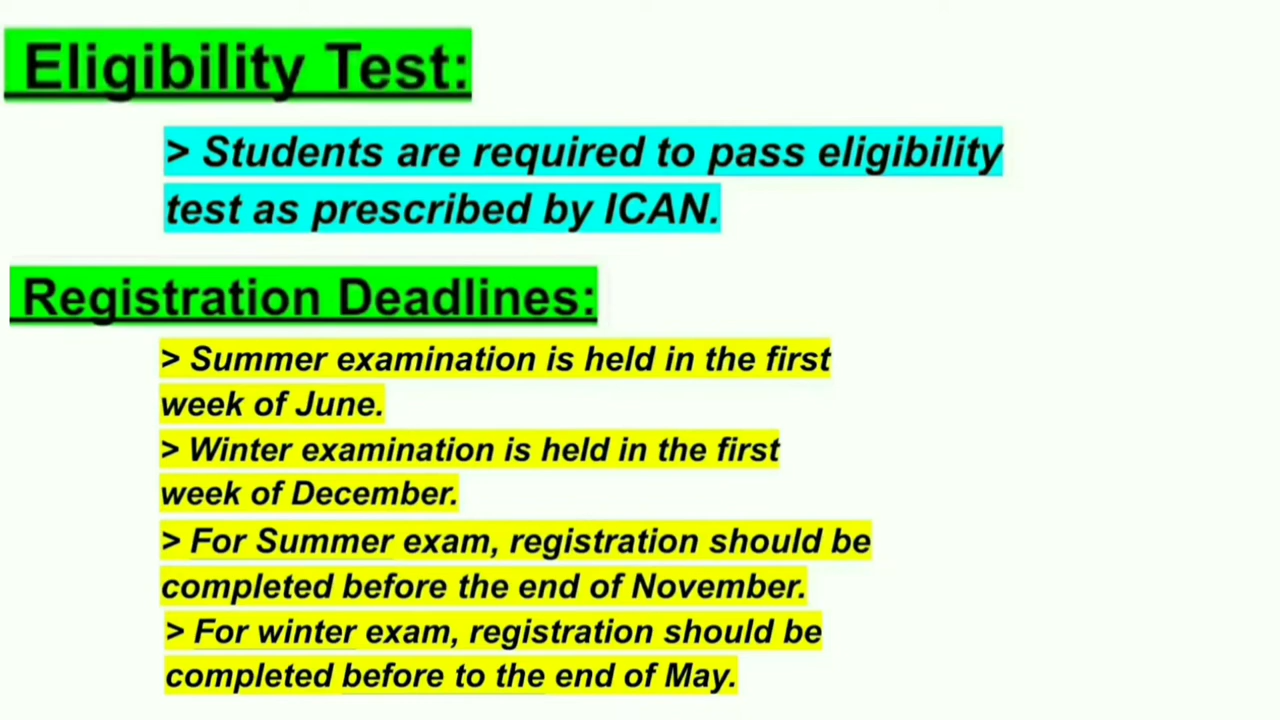 Eligibility Test:
> Students are required to pass eligibility
test as prescribed by ICAN.
Registration Deadlines:
> Summer examination is held in the first
week of June.
> Winter examination is held in the first
week of December.
> For Summer exam, registration should be
completed before the end of November.
> For winter exam, registration should be
completed before to the end of May.